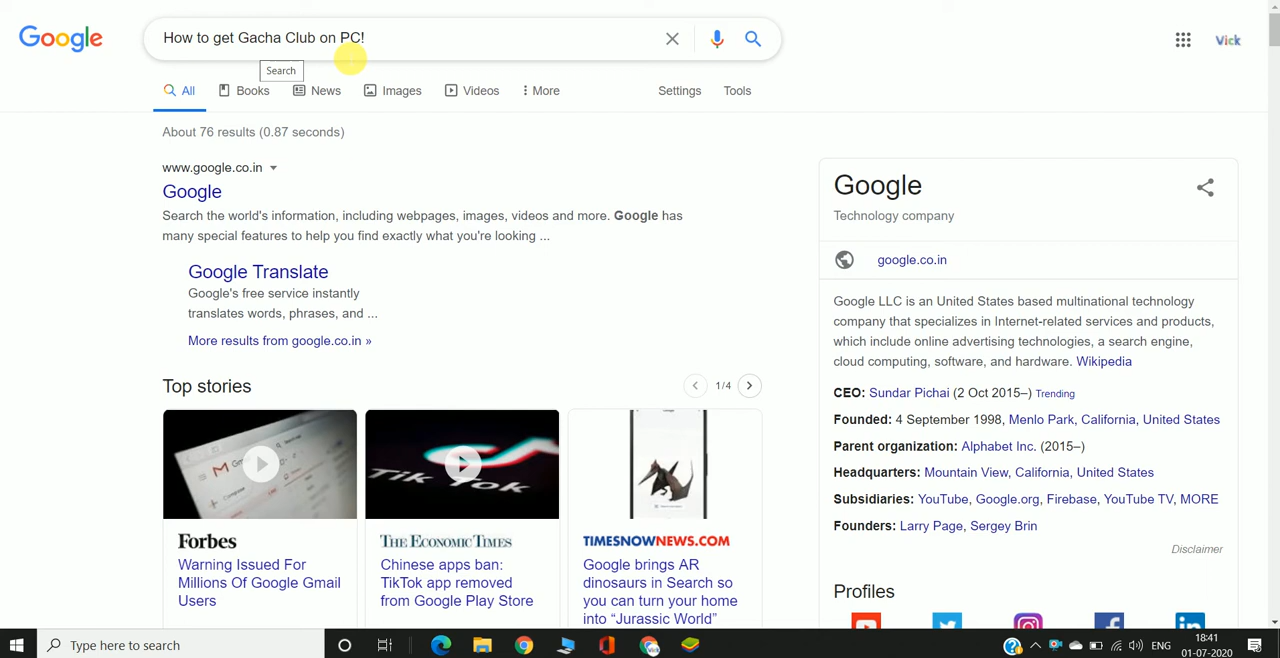 Google
How to get Gacha Club on PC!
Vick
Search
All
Books
News
Images
Videos
More
Settings
Tools
About 76 results (0.87 seconds)
www.google.co.in
Google
Search the world's information, including webpages, images, videos and more. Google has
many special features to help you find exactly what you're looking ...
Google Translate
Google's free service instantly
translates words, phrases, and ...
More results from google.co.in »
Top stories
1/4
Tik Tok
Forbes
Warning Issued For
Millions Of Google Gmail
Users
THE ECONOMIC TIMES
Chinese apps ban:
TikTok app removed
from Google Play Store
TIMESNOWNEWS.COM
Google brings AR
dinosaurs in Search so
you can turn your home
into “Jurassic World”
Google
Technology company
google.co.in
Google LLC is an United States based multinational technology
company that specializes in Internet-related services and products,
which include online advertising technologies, a search engine,
cloud computing, software, and hardware. Wikipedia
CEO: Sundar Pichai (2 Oct 2015–) Trending
Founded: 4 September 1998, Menlo Park, California, United States
Parent organization: Alphabet Inc. (2015–)
Headquarters: Mountain View, California, United States
Subsidiaries: YouTube, Google.org, Firebase, YouTube TV, MORE
Founders: Larry Page, Sergey Brin
Disclaimer
Profiles
Type here to search
Vick
ENG
18:41
01-07-2020